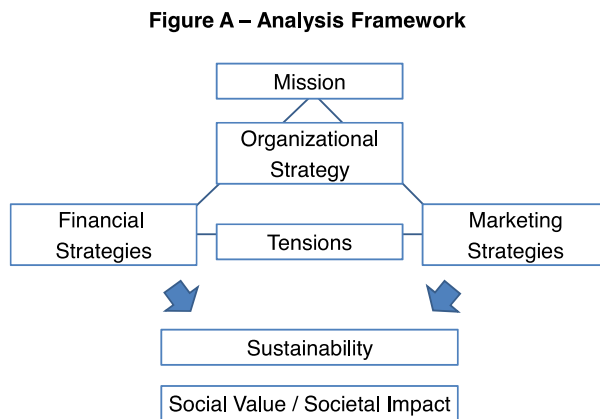 Figure A – Analysis Framework
Mission
Organizational
Strategy
Financial
Strategies
Tensions
Marketing
Strategies
Sustainability
Social Value / Societal Impact